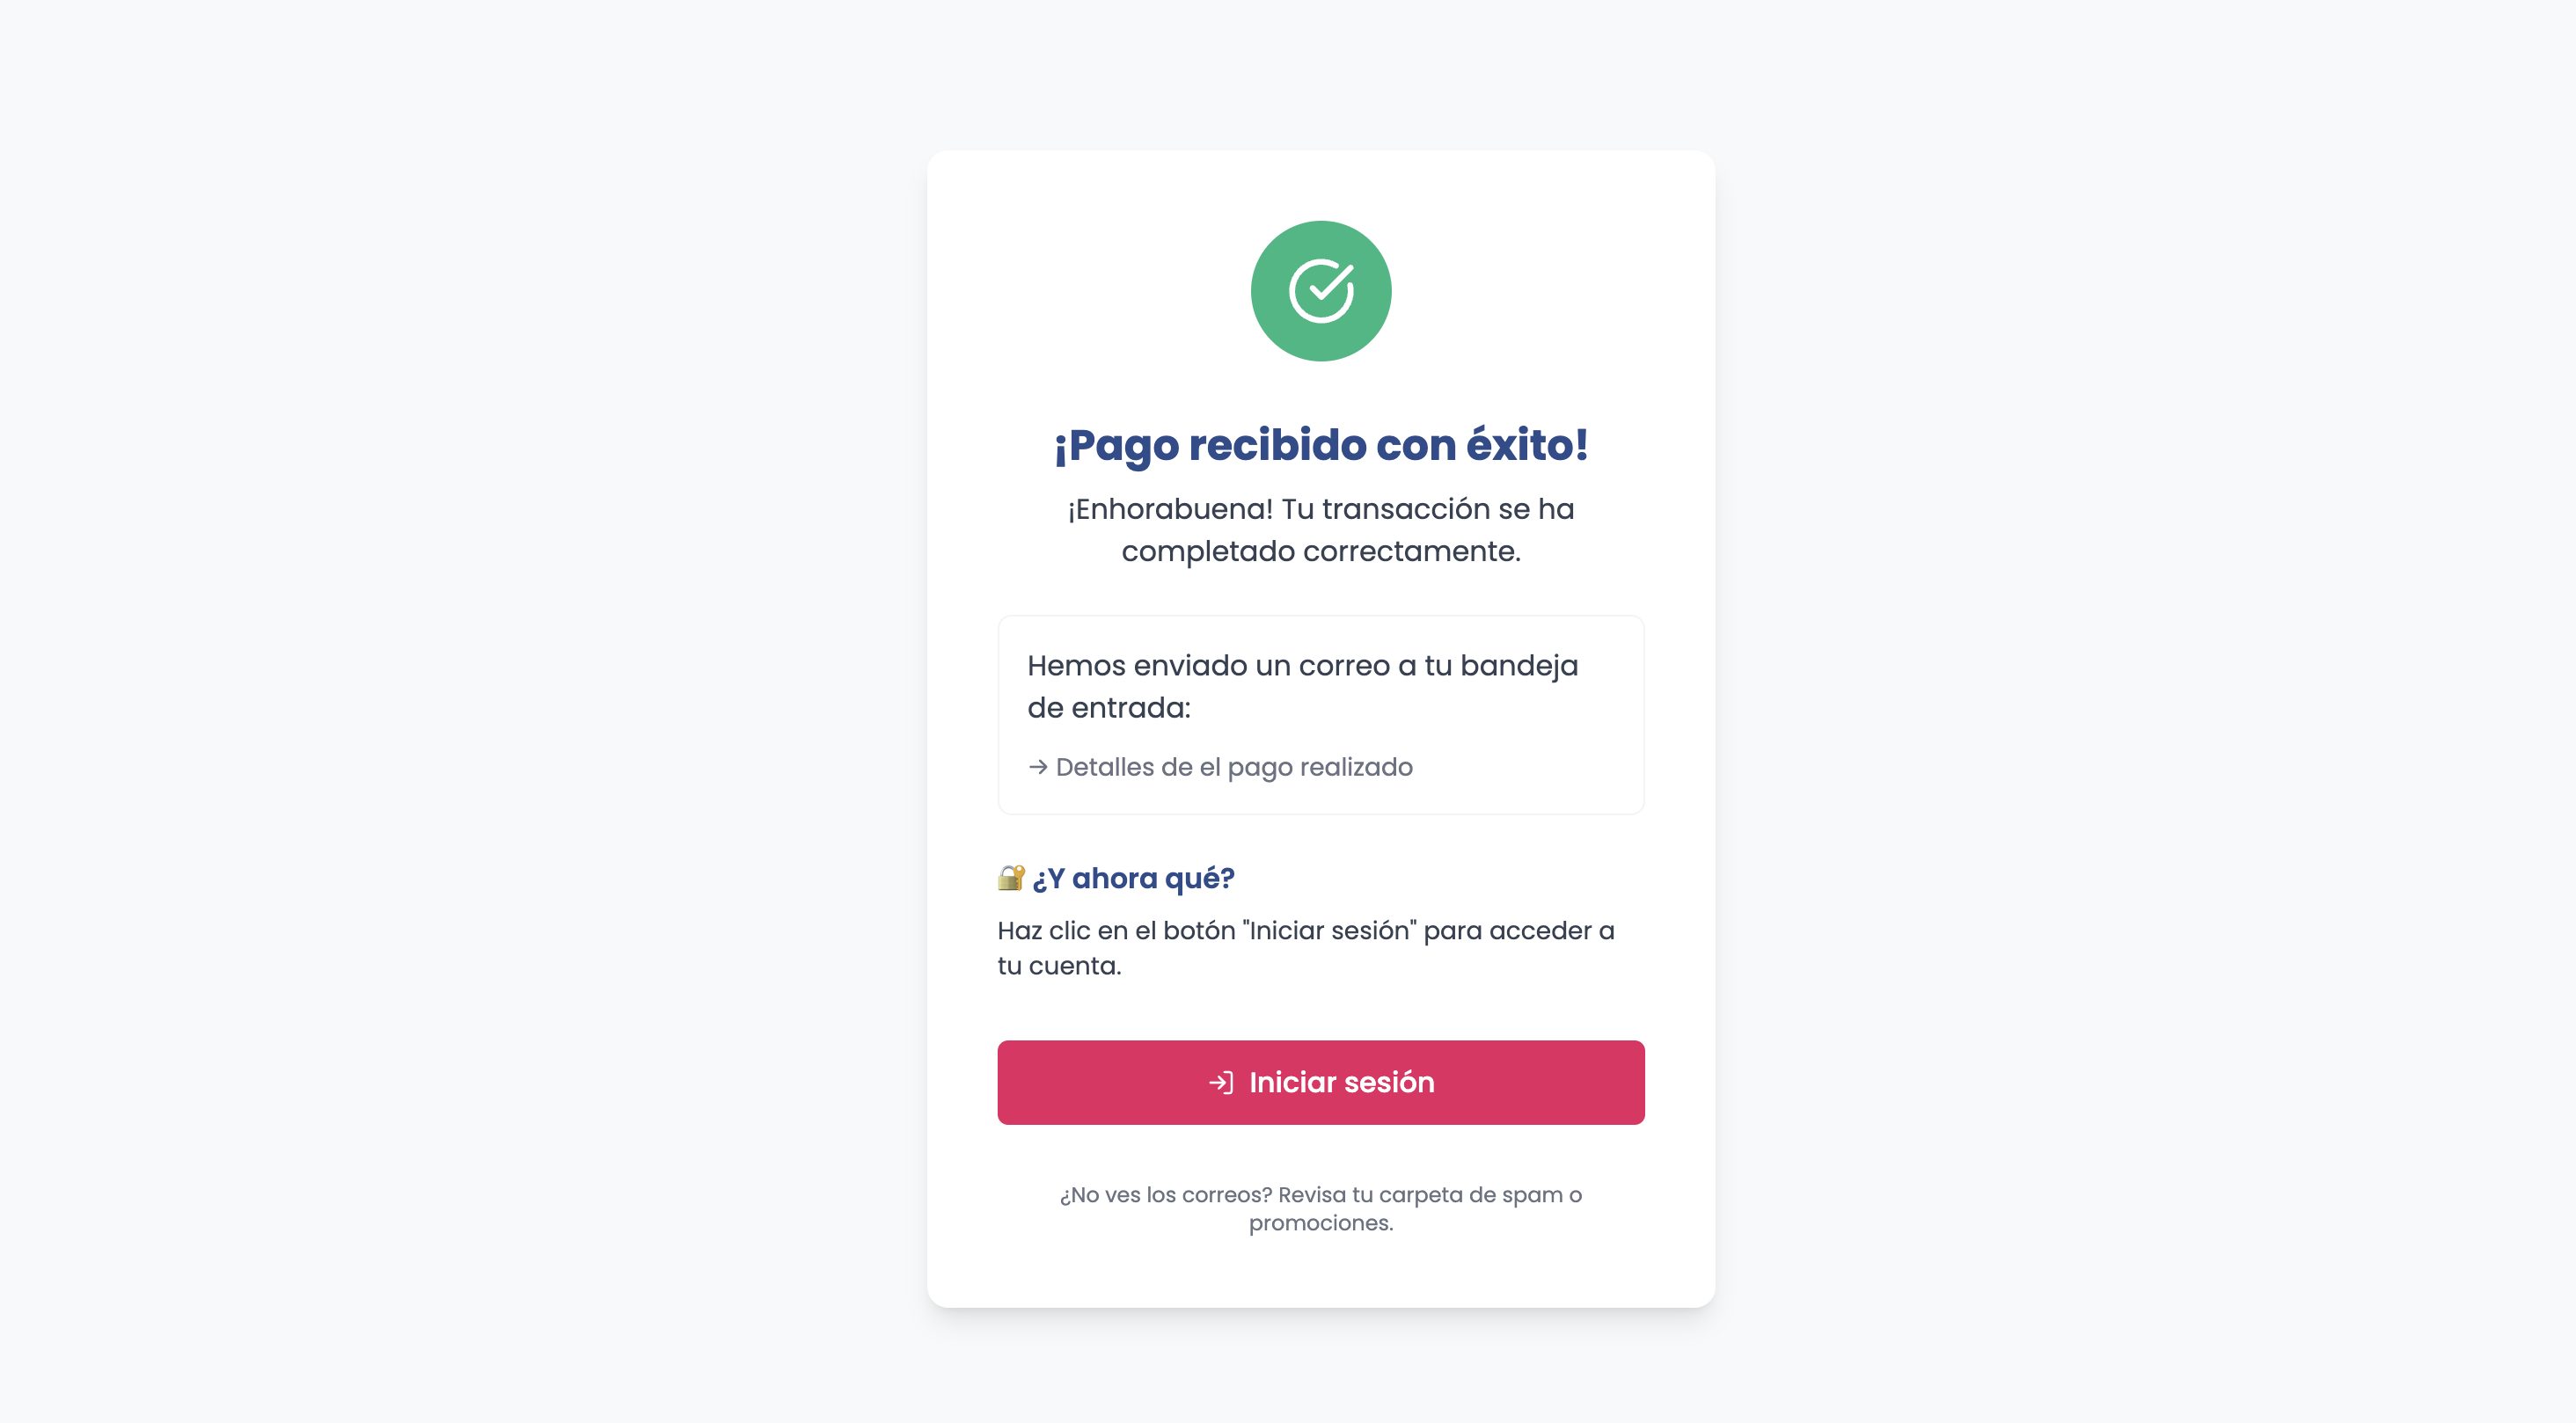 ¡Pago recibido con éxito!
¡Enhorabuena! Tu transacción se ha
completado correctamente.
Hemos enviado un correo a tu bandeja
de entrada:
→ Detalles de el pago realizado
🔐 ¿Y ahora qué?
Haz clic en el botón "Iniciar sesión" para acceder a
tu cuenta.
Iniciar sesión
¿No ves los correos? Revisa tu carpeta de spam o
promociones.